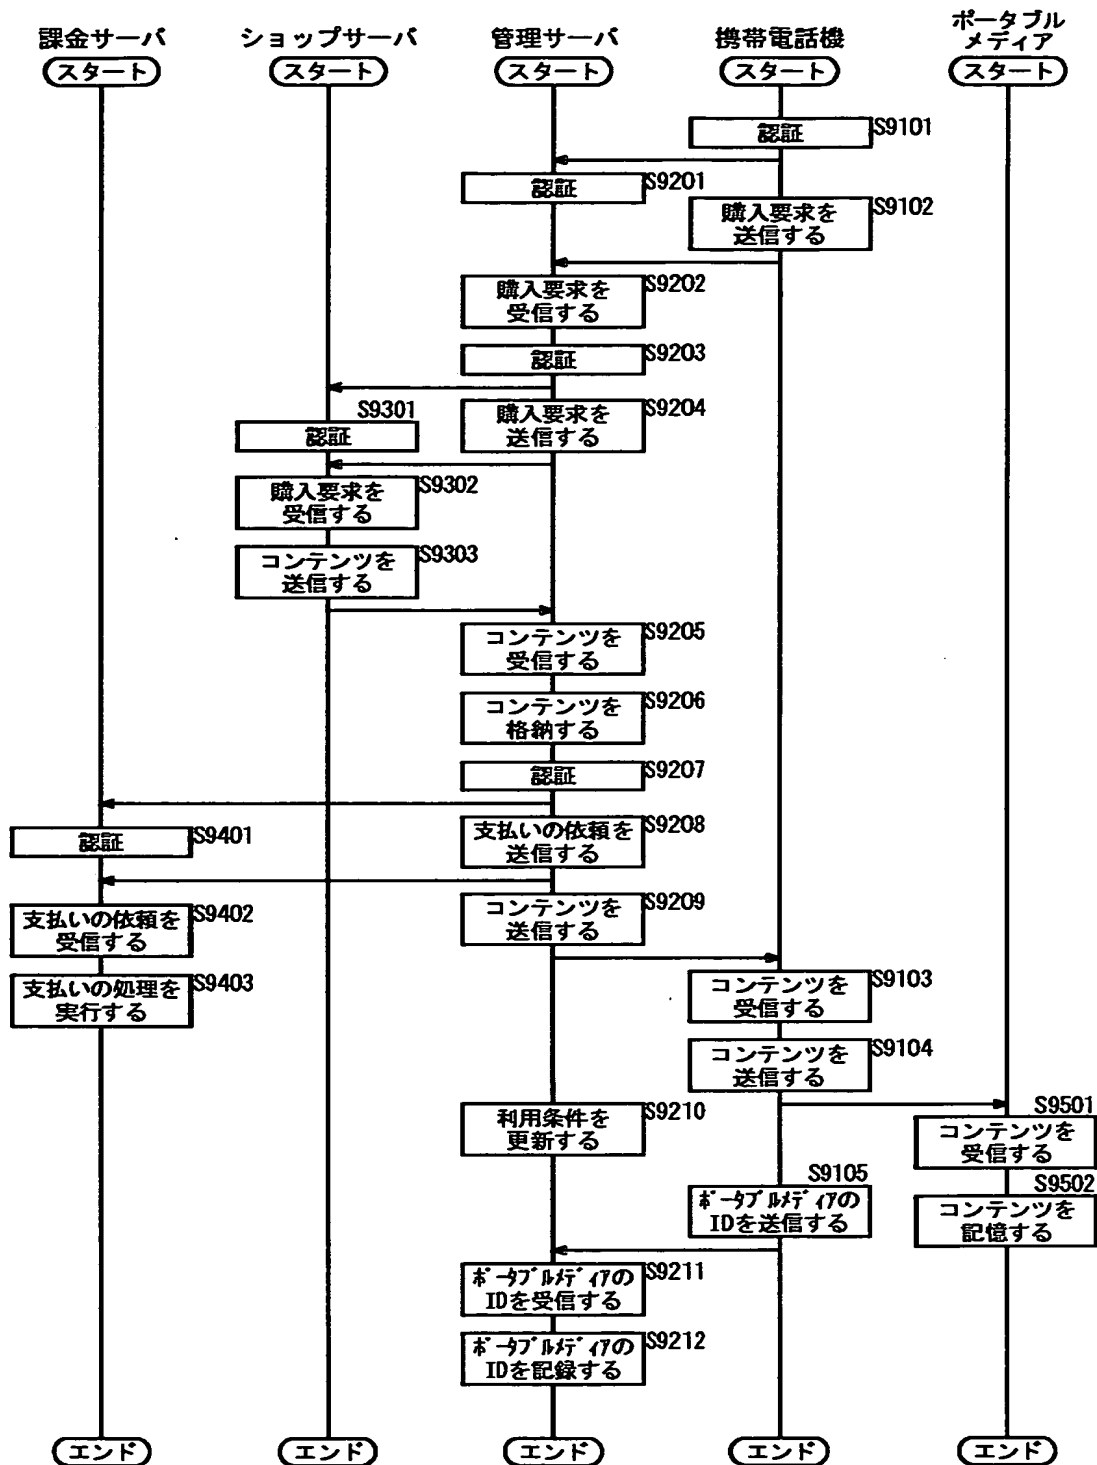 課金サーバ
ショップサーバ
管理サーバ
携帯電話機
ポータブル
メディア
スタート
スタート
スタート
スタート
スタート
認証
S9101
認証
S9201
購入要求を
送信する
S9102
購入要求を
受信する
S9202
認証
S9203
購入要求を
送信する
S9204
S9301
認証
購入要求を
受信する
S9302
コンテンツを
送信する
S9303
コンテンツを
受信する
S9205
コンテンツを
格納する
S9206
認証
S9207
支払いの依頼を
送信する
S9208
認証
S9401
コンテンツを
送信する
S9209
支払いの依頼を
受信する
S9402
支払いの処理を
実行する
S9403
コンテンツを
受信する
S9103
コンテンツを
送信する
S9104
利用条件を
更新する
S9210
S9501
コンテンツを
受信する
S9105
ポータブルメディアの
IDを送信する
S9502
コンテンツを
記憶する
ポータブルメディアの
IDを受信する
S9211
ポータブルメディアの
IDを記録する
S9212
エンド
エンド
エンド
エンド
エンド